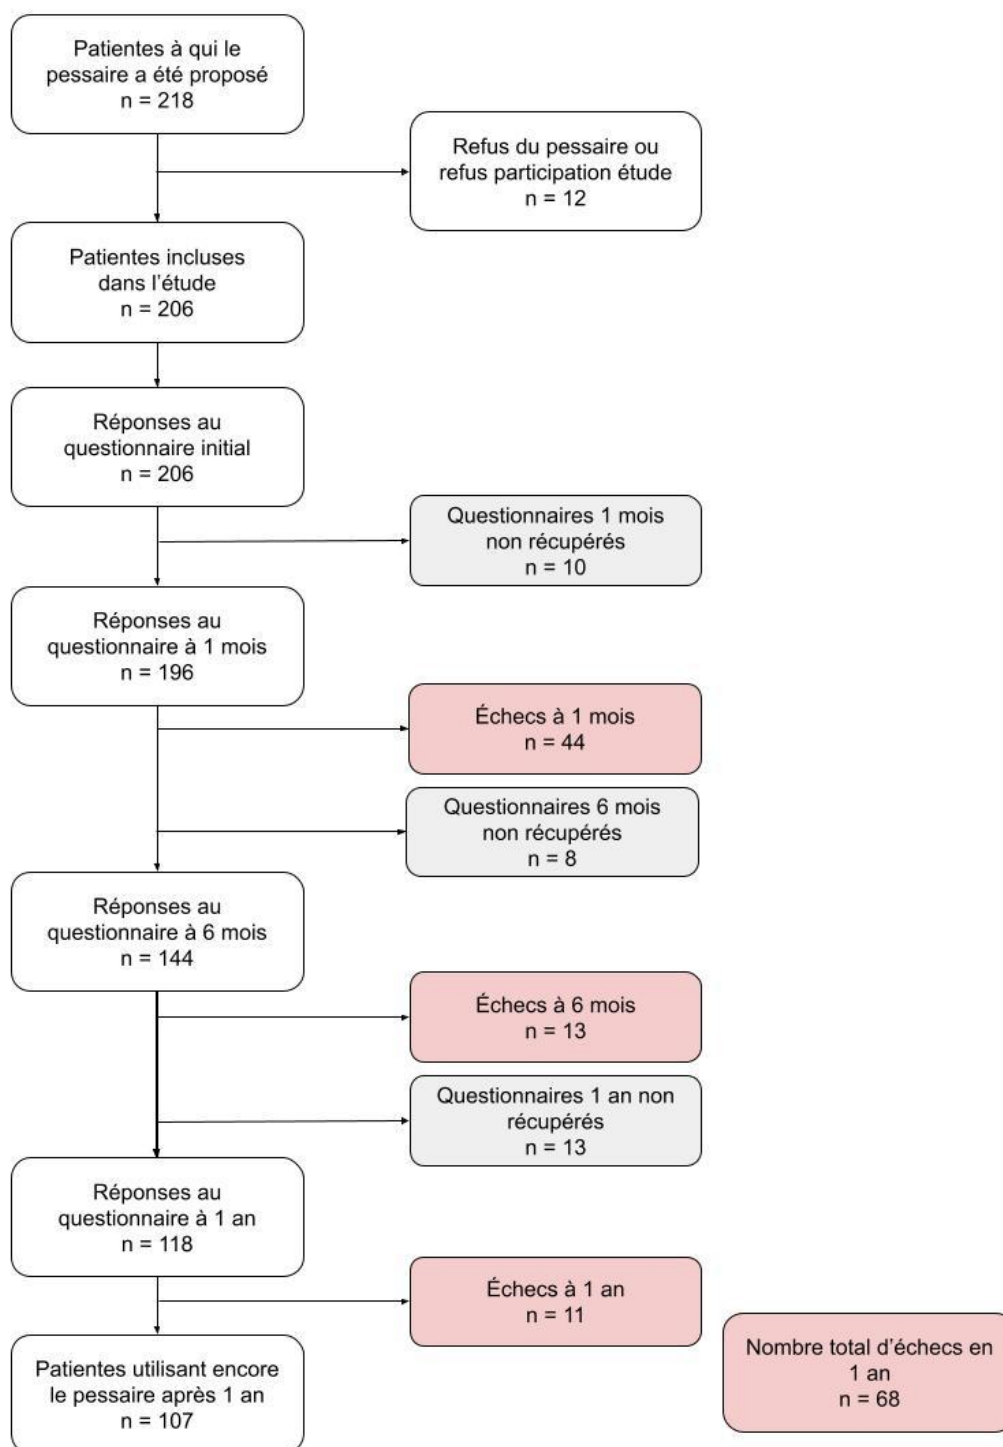 Patientes à qui le
pessaire a été proposé
n = 218
Refus du pessaire ou
refus participation étude
n = 12
Patientes incluses
dans l'étude
n = 206
Réponses au
questionnaire initial
n = 206
Questionnaires 1 mois
non récupérés
n = 10
Réponses au
questionnaire à 1 mois
n = 196
Échecs à 1 mois
n = 44
Questionnaires 6 mois
non récupérés
n = 8
Réponses au
questionnaire à 6 mois
n = 144
Échecs à 6 mois
n = 13
Questionnaires 1 an non
récupérés
n = 13
Réponses au
questionnaire à 1 an
n = 118
Échecs à 1 an
n = 11
Patientes utilisant encore
le pessaire après 1 an
n = 107
Nombre total d'échecs en
1 an
n = 68